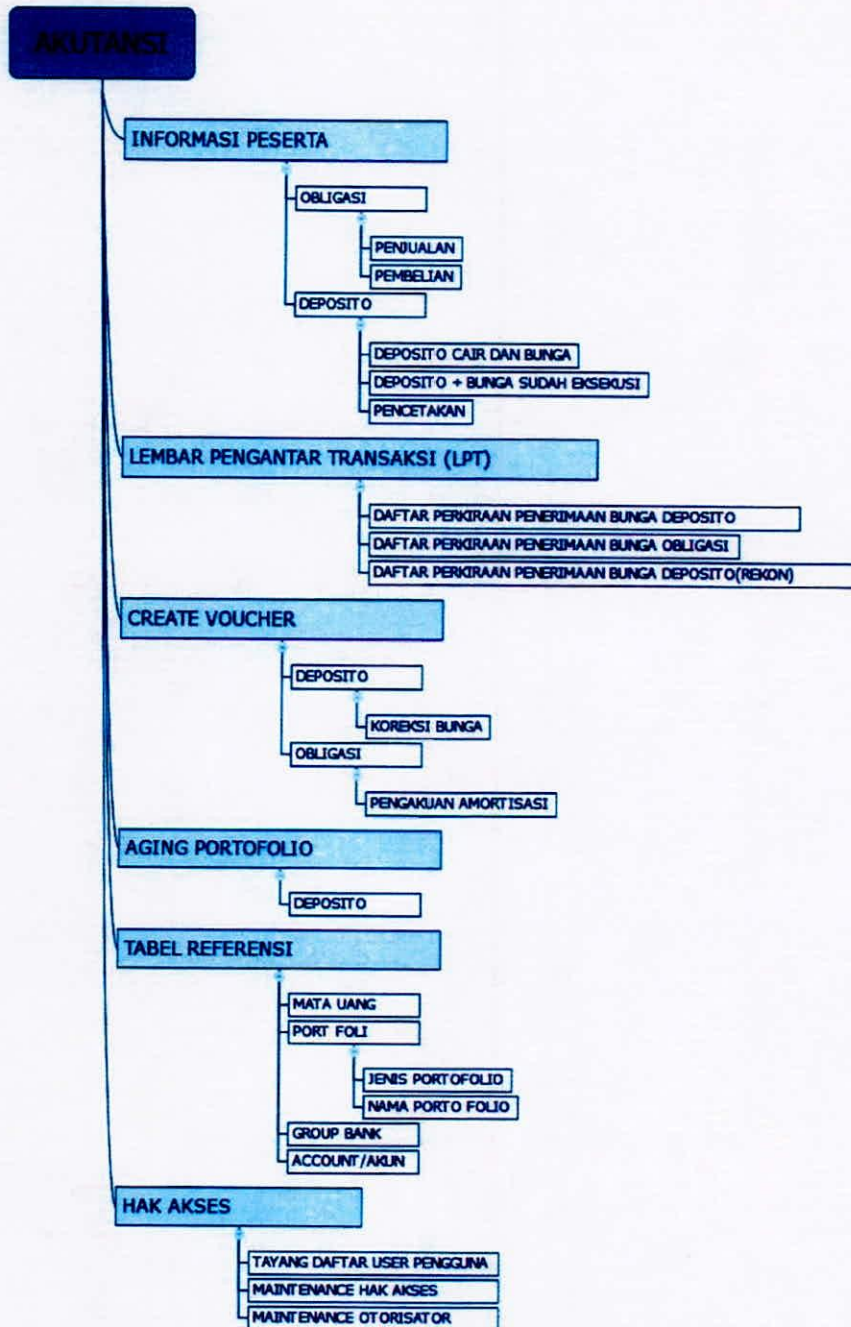 AKUTANSI
INFORMASI PESERTA
OBLIGASI
PENJUALAN
PEMBELIAN
DEPOSITO
DEPOSITO CAIR DAN BUNGA
DEPOSITO + BUNGA SUDAH EKSEKUSI
PENCETAKAN
LEMBAR PENGANTAR TRANSAKSI (LPT)
DAFTAR PERKIRAAN PENERIMAAN BUNGA DEPOSITO
DAFTAR PERKIRAAN PENERIMAAN BUNGA OBLIGASI
DAFTAR PERKIRAAN PENERIMAAN BUNGA DEPOSITO(REKON)
CREATE VOUCHER
DEPOSITO
KOREKSI BUNGA
OBLIGASI
PENGAKUAN AMORTISASI
AGING PORTOFOLIO
DEPOSITO
TABEL REFERENSI
MATA UANG
PORT FOLI
JENIS PORTOFOLIO
NAMA PORTO FOLIO
GROUP BANK
ACCOUNT/AKUN
HAK AKSES
TAYANG DAFTAR USER PENGGUNA
MAINTENANCE HAK AKSES
MAINTENANCE OTORISATOR